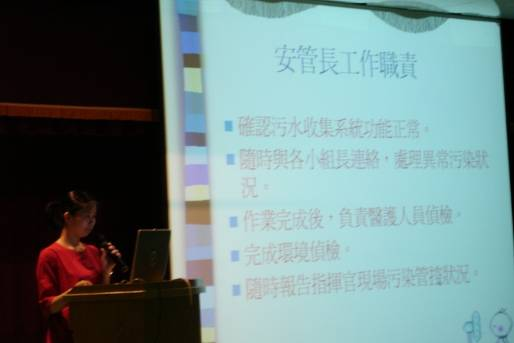 安管長工作職責
確認污水收集系統功能正常。
隨時與各小組長連絡，處理異常污染狀
況。
作業完成後，負責醫護人員偵檢。
完成環境偵檢。
隨時報告指揮官現場污染管控狀況。